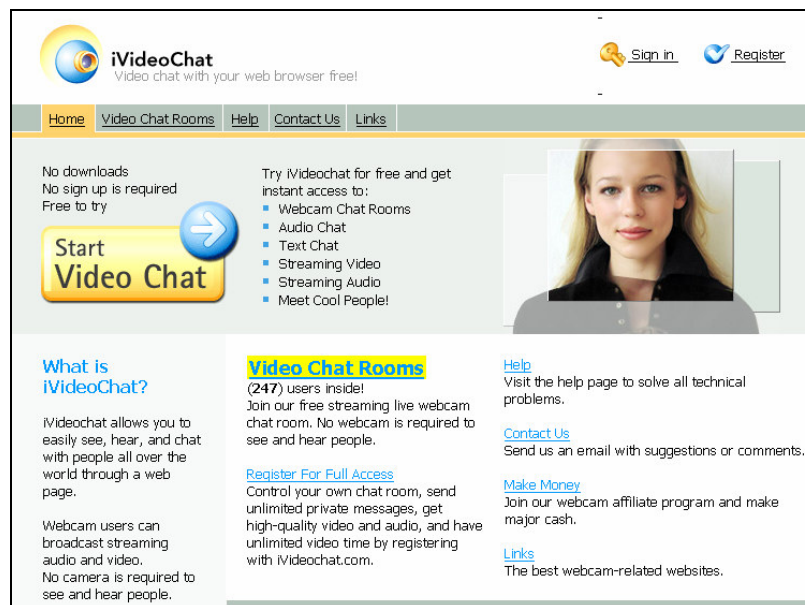 iVideoChat
Video chat with your web browser free!
Sign in
Register
Home
Video Chat Rooms
Help
Contact Us
Links
No downloads
No sign up is required
Free to try
Start
Video Chat
Try iVideochat for free and get
instant access to:
Webcam Chat Rooms
Audio Chat
Text Chat
Streaming Video
Streaming Audio
Meet Cool People!
What is
iVideoChat?
iVideochat allows you to
easily see, hear, and chat
with people all over the
world through a web
page.
Webcam users can
broadcast streaming
audio and video.
No camera is required to
see and hear people.
Video Chat Rooms
(247) users inside!
Join our free streaming live webcam
chat room. No webcam is required to
see and hear people.
Register For Full Access
Control your own chat room, send
unlimited private messages, get
high-quality video and audio, and have
unlimited video time by registering
with iVideochat.com.
Help
Visit the help page to solve all technical
problems.
Contact Us
Send us an email with suggestions or comments.
Make Money
Join our webcam affiliate program and make
major cash.
Links
The best webcam-related websites.